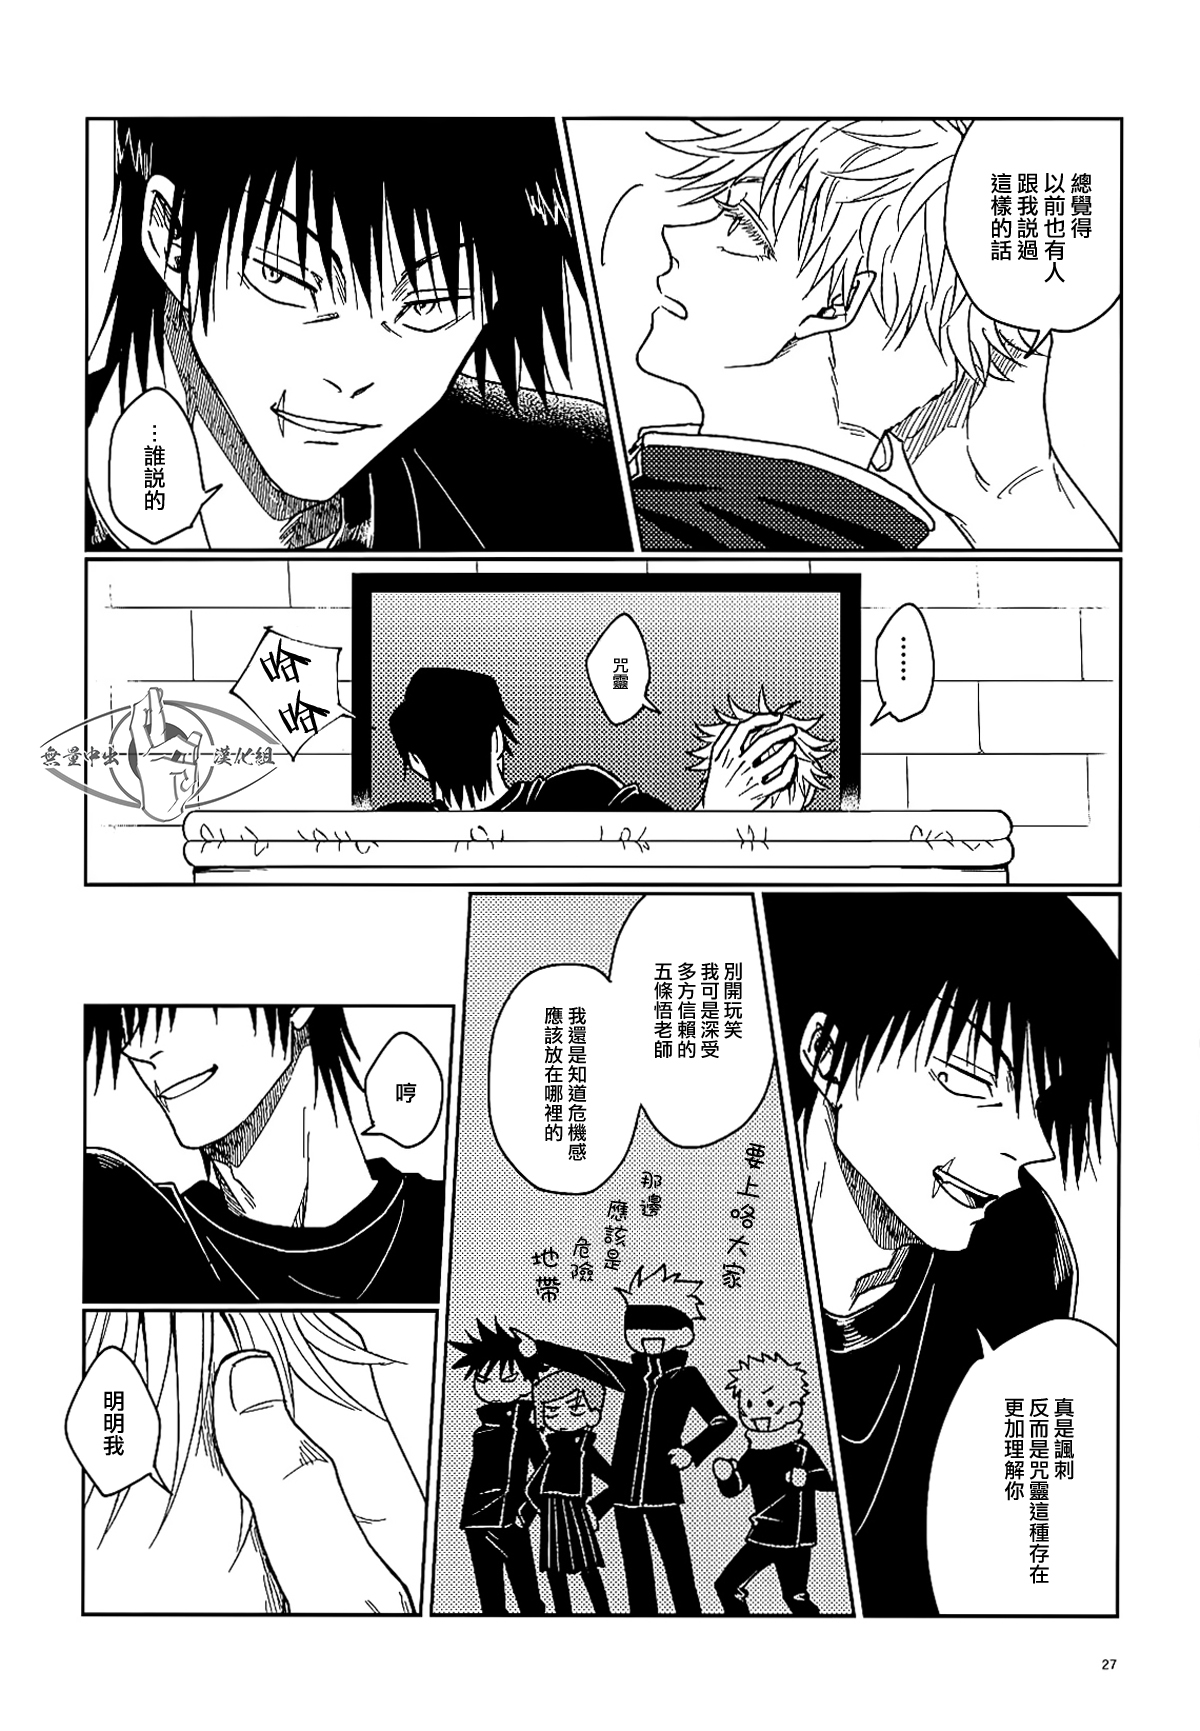 總覺得
以前也有人
跟我說過
這樣的話
…誰說的
……
咒靈
哈
哈
無量中出
漢化組
真是諷刺
反而是咒靈這種存在
更加理解你
別開玩笑
我可是深受
多方信賴的
五條悟老師
我還是知道危機感
應該放在哪裡的
要上咯大家
那邊
應該是
危險
地帶
哼
明明我
27